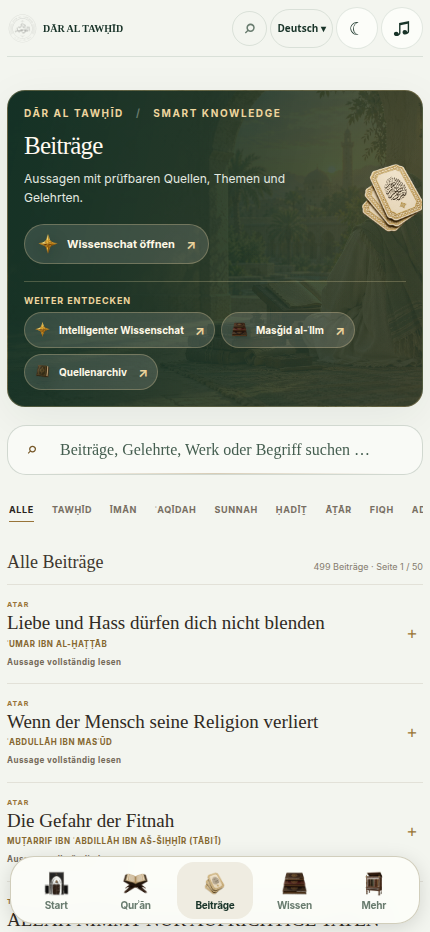 DĀR AL TAWḤĪD
Deutsch ▾
DĀR AL TAWḤĪD / SMART KNOWLEDGE
Beiträge
Aussagen mit prüfbaren Quellen, Themen und
Gelehrten.
Wissenschat öffnen
WEITER ENTDECKEN
Intelligenter Wissenschat
Masǧid al-ʿIlm
Quellenarchiv
Beiträge, Gelehrte, Werk oder Begriff suchen …
ALLE TAWḤĪD ĪMĀN ʿAQĪDAH SUNNAH ḤADĪṮ ĀṮĀR FIQH
Alle Beiträge
499 Beiträge · Seite 1 / 50
ATAR
Liebe und Hass dürfen dich nicht blenden
ʿUMAR IBN AL-ḪAṬṬĀB
Aussage vollständig lesen
ATAR
Wenn der Mensch seine Religion verliert
ʿABDULLĀH IBN MASʿŪD
Aussage vollständig lesen
ATAR
Die Gefahr der Fitnah
MUṬARRIF IBN ʿABDILLĀH IBN AŠ-ŠIḪḪĪR (TĀBIʿĪ)
Start
Qurʾān
Beiträge
Wissen
Mehr